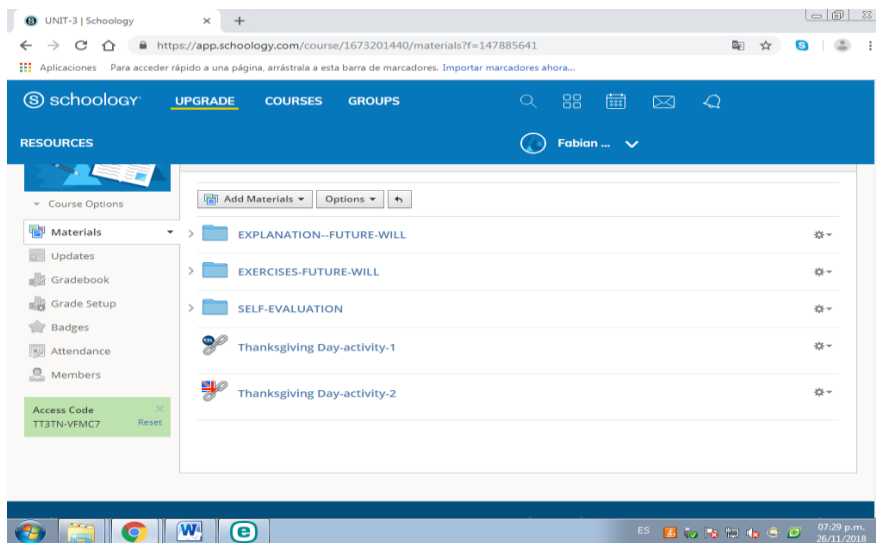 UNIT-3 | Schoology
https://app.schoology.com/course/1673201440/materials?f=147885641
Aplicaciones Para acceder rápido a una página, arrástrala a esta barra de marcadores. Importar marcadores ahora...
schoology UPGRADE COURSES GROUPS
RESOURCES Fabian ...
Course Options
Add Materials Options
Materials
EXPLANATION--FUTURE-WILL
Updates
Gradebook
EXERCISES-FUTURE-WILL
Grade Setup
SELF-EVALUATION
Badges
Attendance
Thanksgiving Day-activity-1
Members
Thanksgiving Day-activity-2
Access Code
TT3TN-VFMC7 Reset
ES 07:29 p.m.
26/11/2018